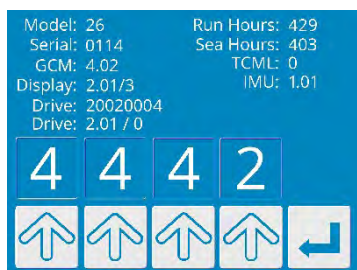 Model: 26 Run Hours: 429
Serial: 0114 Sea Hours: 403
GCM: 4.02 TCML: 0
Display: 2.01/3 IMU: 1.01
Drive: 20020004
Drive: 2.01 / 0
4 4 4 2